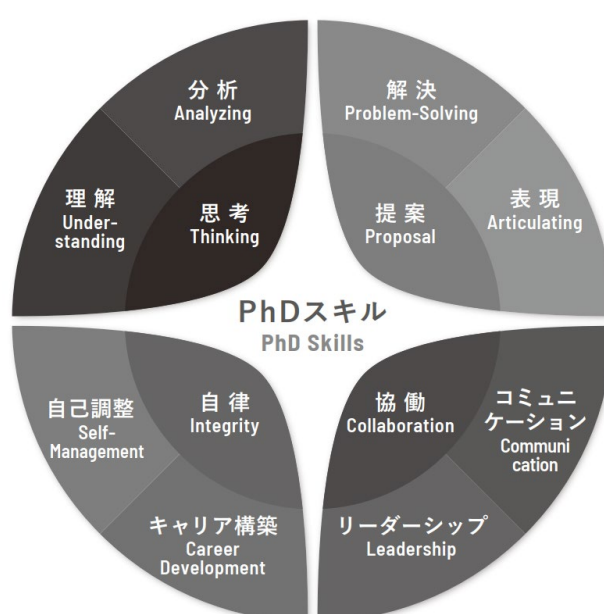 分析
Analyzing
理解
Under-
standing
思考
Thinking
解決
Problem-Solving
表現
Articulating
提案
Proposal
PhDスキル
PhD Skills
自己調整
Self-
Management
自律
Integrity
キャリア構築
Career
Development
協働
Collaboration
コミュニ
ケーション
Communi
cation
リーダーシップ
Leadership